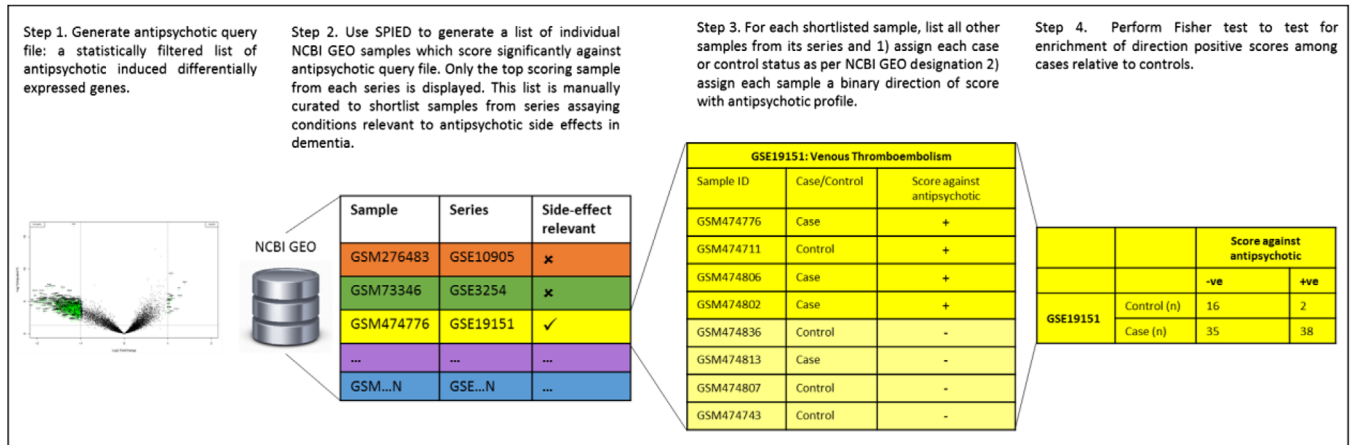 Step 1. Generate antipsychotic query
file: a statistically filtered list of
antipsychotic induced differentially
expressed genes.
Step 2. Use SPIED to generate a list of individual
NCBI GEO samples which score significantly against
antipsychotic query file. Only the top scoring sample
from each series is displayed. This list is manually
curated to shortlist samples from series assaying
conditions relevant to antipsychotic side effects in
dementia.
Step 3. For each shortlisted sample, list all other
samples from its series and 1) assign each case
or control status as per NCBI GEO designation 2)
assign each sample a binary direction of score
with antipsychotic profile.
Step 4. Perform Fisher test to test for
enrichment of direction positive scores among
cases relative to controls.
NCBI GEO
Sample Series Side-effect
relevant
GSM276483 GSE10905 ✘
GSM73346 GSE3254 ✘
GSM474776 GSE19151 ✓
... ... ...
GSM...N GSE...N ...
GSE19151: Venous Thromboembolism
Sample ID Case/Control Score against
antipsychotic
GSM474776 Case +
GSM474711 Control +
GSM474806 Case +
GSM474802 Case +
GSM474836 Control -
GSM474813 Case -
GSM474807 Control -
GSM474743 Control -
Score against
antipsychotic
-ve +ve
GSE19151 Control (n) 16 2
Case (n) 35 38